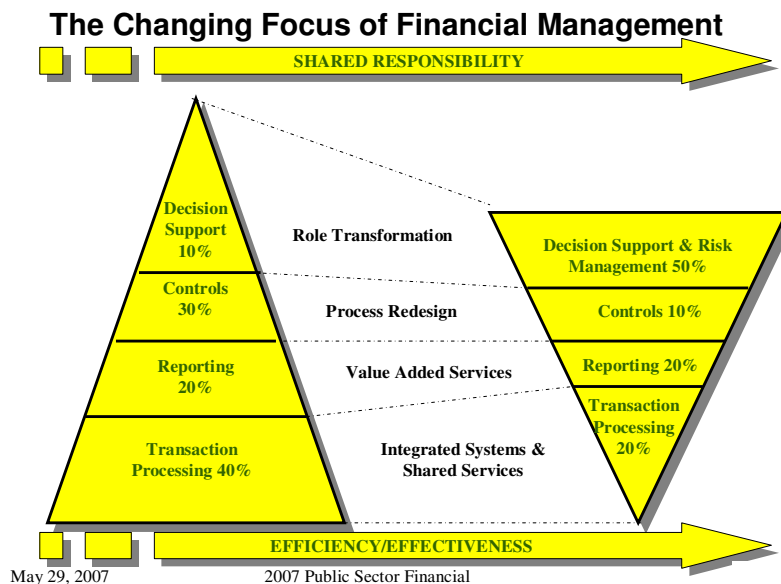 The Changing Focus of Financial Management
SHARED RESPONSIBILITY
Decision
Support
10%
Controls
30%
Reporting
20%
Transaction
Processing 40%
Role Transformation
Process Redesign
Value Added Services
Integrated Systems &
Shared Services
Decision Support & Risk
Management 50%
Controls 10%
Reporting 20%
Transaction
Processing
20%
EFFICIENCY/EFFECTIVENESS
May 29, 2007
2007 Public Sector Financial